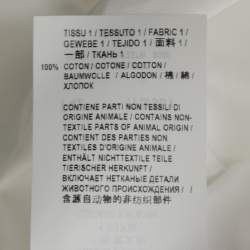 TISSU 1 / TESSUTO 1 / FABRIC 1 /
GEWEBE 1 / TEJIDO 1 / 面料 1 /
一部 / ТКАНЬ 1
100% COTON / COTONE / COTTON /
BAUMWOLLE / ALGODON / 棉 / 綿 /
ХЛОПОК
CONTIENE PARTI NON TESSILI DI
ORIGINE ANIMALE / CONTAINS NON-
TEXTILE PARTS OF ANIMAL ORIGIN /
CONTIENT DES PARTIES NON
TEXTILES D'ORIGINE ANIMALE /
ENTHÄLT NICHTTEXTILE TEILE
TIERISCHER HERKUNFT /
ВКЛЮЧАЕТ НЕТЕКСТИЛЬНЫЕ ДЕТАЛИ
ЖИВОТНОГО ПРОИСХОЖДЕНИЯ / /
含源自动物的非纺织部件